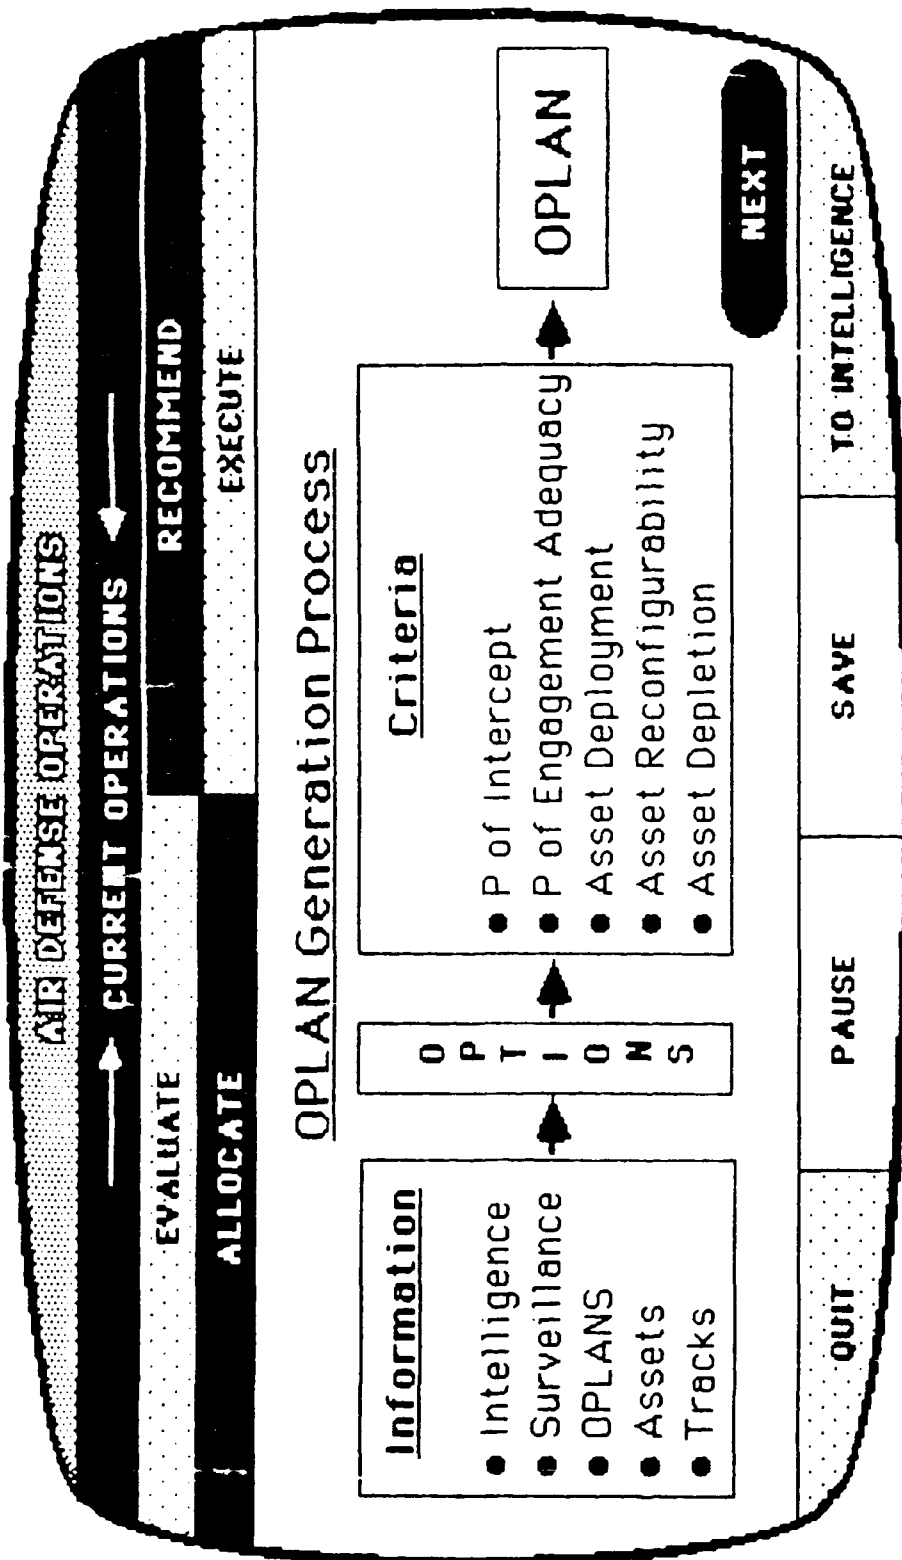 AIR DEFENSE OPERATIONS
CURRENT OPERATIONS
EVALUATE
RECOMMEND
ALLOCATE
EXECUTE
OPLAN Generation Process
Information
● Intelligence
● Surveillance
● OPLANS
● Assets
● Tracks
OPTIONS
Criteria
● P of Intercept
● P of Engagement Adequacy
● Asset Deployment
● Asset Reconfigurability
● Asset Depletion
OPLAN
NEXT
QUIT
PAUSE
SAVE
TO INTELLIGENCE